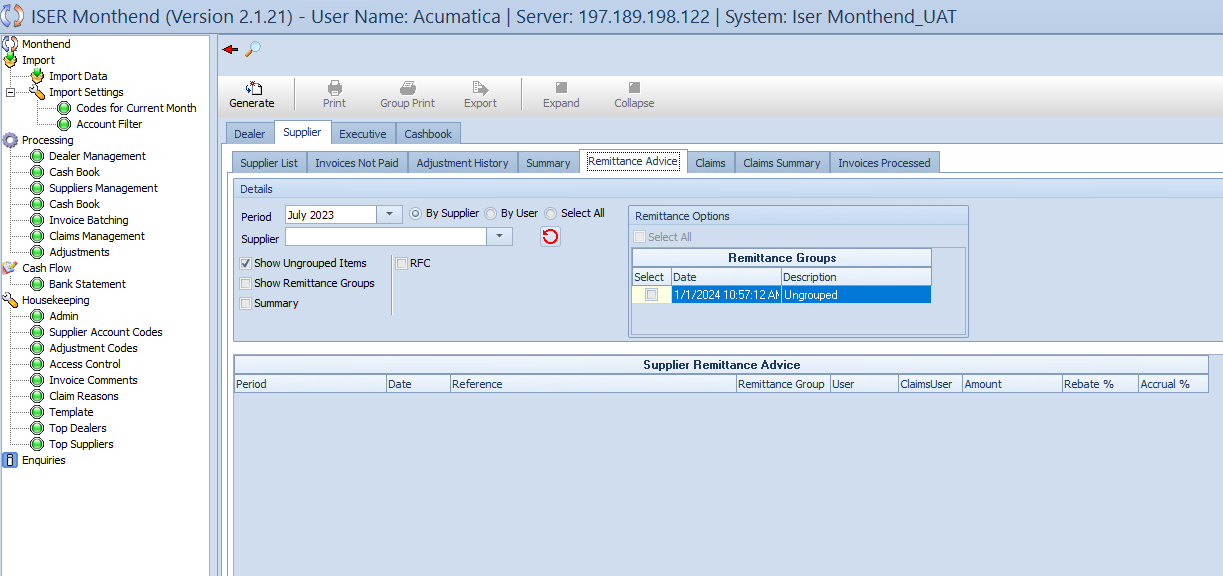 ISER Monthend (Version 2.1.21) - User Name: Acumatica | Server: 197.189.198.122 | System: Iser Monthend_UAT
Monthend
Import
Import Data
Import Settings
Codes for Current Month
Account Filter
Processing
Dealer Management
Cash Book
Suppliers Management
Cash Book
Invoice Batching
Claims Management
Adjustments
Cash Flow
Bank Statement
Housekeeping
Admin
Supplier Account Codes
Adjustment Codes
Access Control
Invoice Comments
Claim Reasons
Template
Top Dealers
Top Suppliers
Enquiries
Generate Print Group Print Export Expand Collapse
Dealer Supplier Executive Cashbook
Supplier List Invoices Not Paid Adjustment History Summary Remittance Advice Claims Claims Summary Invoices Processed
Details
Period July 2023 By Supplier By User Select All
Supplier
Show Ungrouped Items RFC
Show Remittance Groups
Summary
Remittance Options
Select All
Remittance Groups
Select Date Description
1/1/2024 10:57:12 AM Ungrouped
Supplier Remittance Advice
Period Date Reference Remittance Group User ClaimsUser Amount Rebate % Accrual %